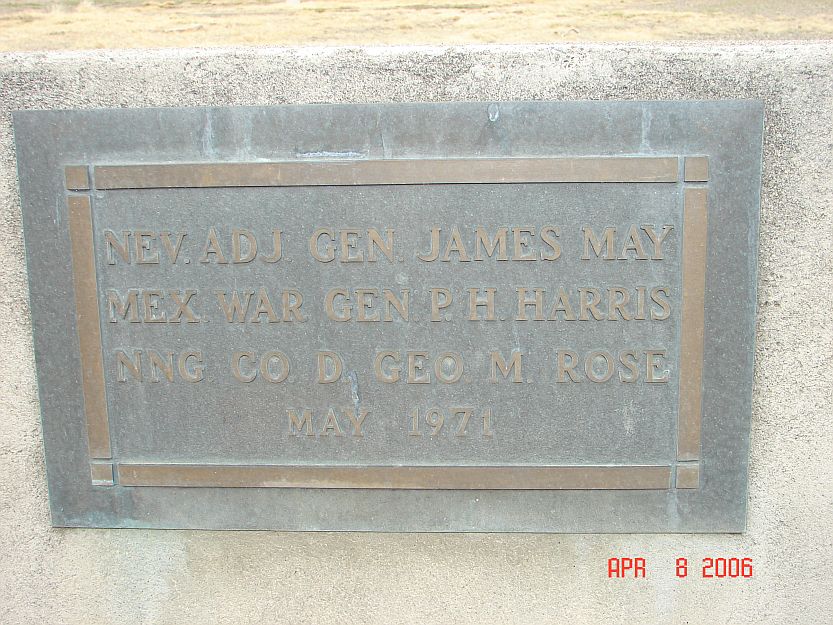 NEV. ADJ. GEN. JAMES MAY
MEX. WAR GEN. P. H. HARRIS
NNG. CO. D. GEO. M. ROSE
MAY 1971
APR 8 2006